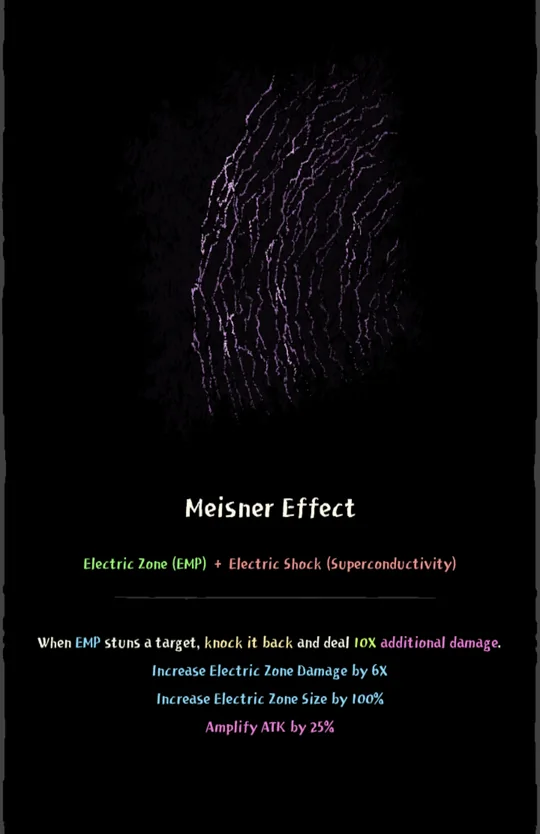 Meisner Effect
Electric Zone (EMP) + Electric Shock (Superconductivity)
When EMP stuns a target, knock it back and deal 10X additional damage.
Increase Electric Zone Damage by 6X
Increase Electric Zone Size by 100%
Amplify ATK by 25%